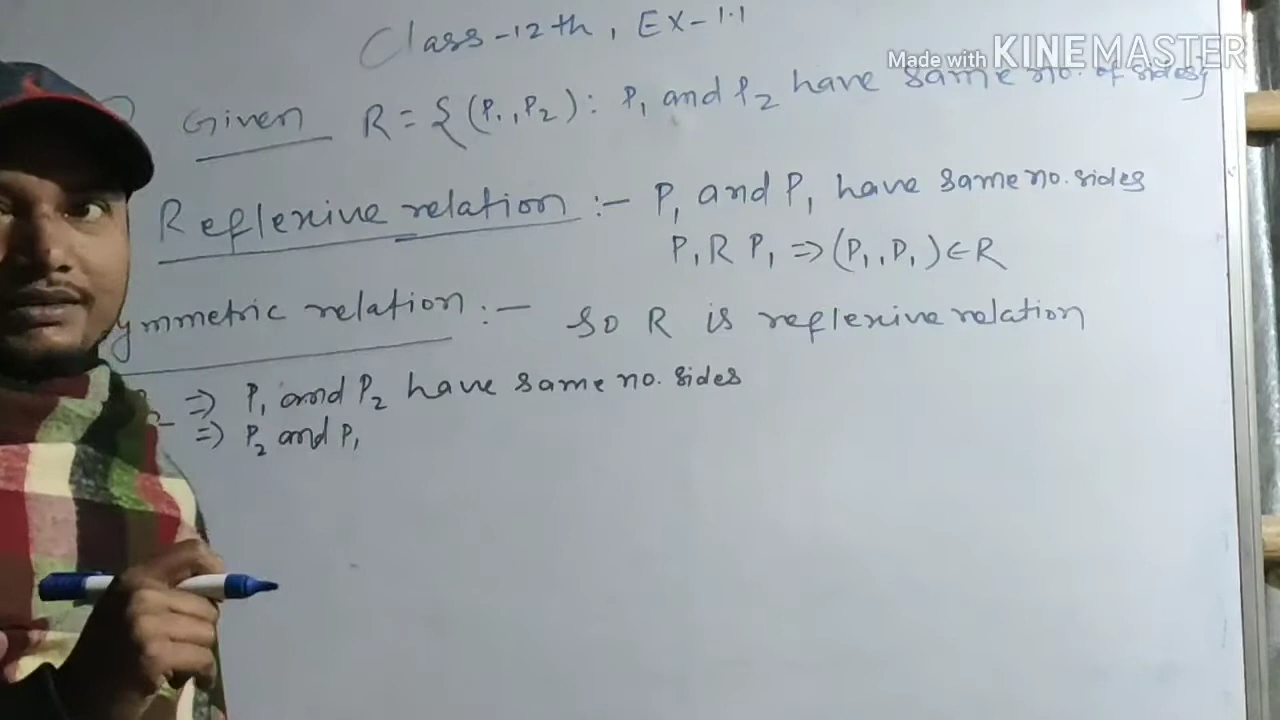 Class-12th, Ex-1.1
Made with KINEMASTER
Given R = {(P1, P2): P1 and P2 have same no. of sides}
Reflexive relation :- P1 and P1 have same no. sides
P1 R P1 ⇒ (P1, P1) ∈ R
ymmetric relation :- SO R is reflexive relation
⇒ P1 and P2 have same no. sides
⇒ P2 and P1